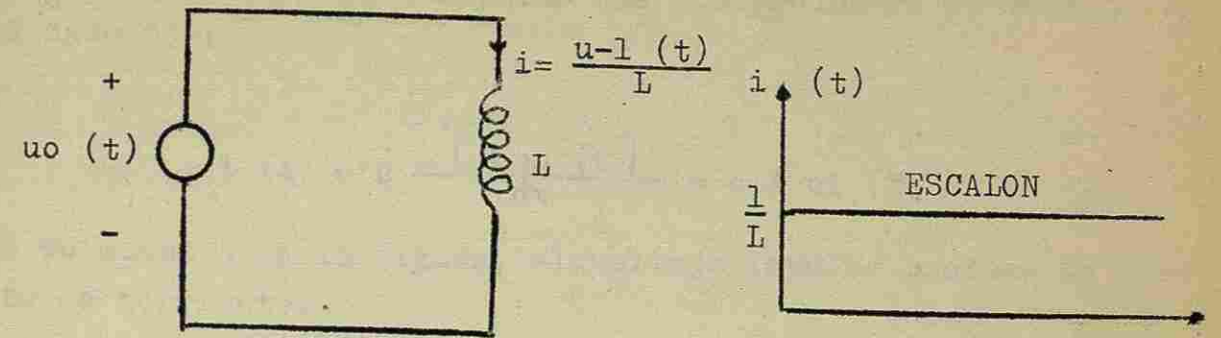 i= u-1 (t)
L
+
uo (t)
-
L
i (t)
ESCALON
1
L